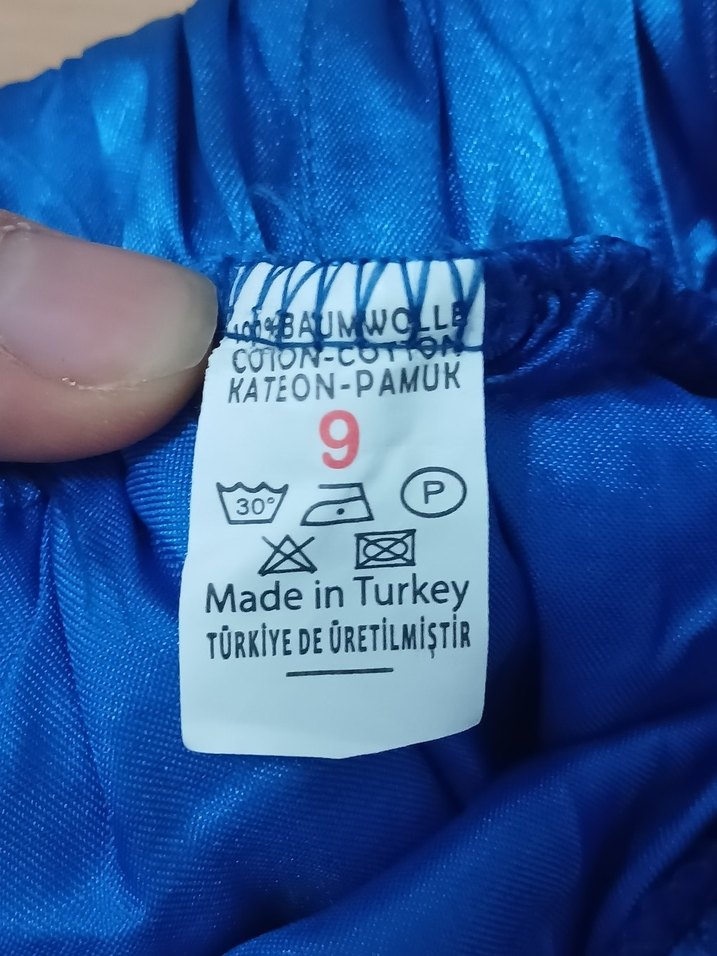 100%BAUMWOLLE
COTON-COTTON
KATEON-PAMUK
9
30°
P
Made in Turkey
TÜRKİYE DE ÜRETİLMİŞTİR